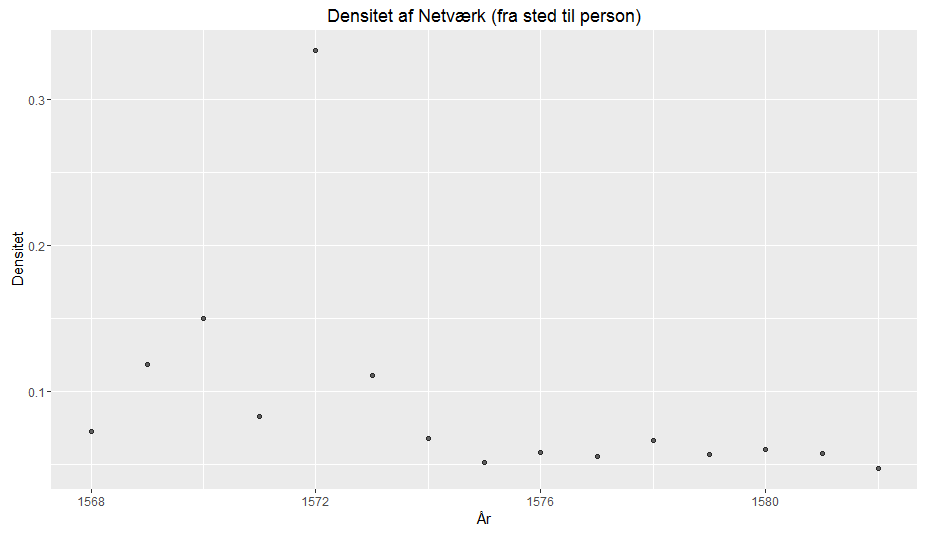 Densitet af Netværk (fra sted til person)
0.3
0.2
0.1
Densitet
1568 1572 1576 1580
År